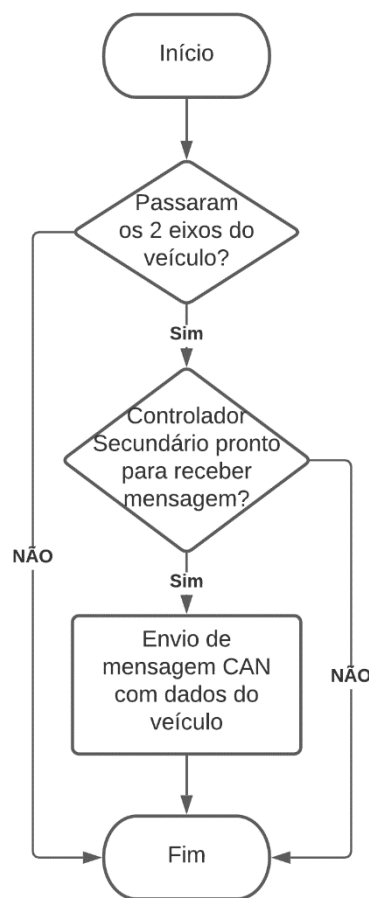 Início
Passaram
os 2 eixos do
veículo?
Sim
Controlador
Secundário pronto
para receber
mensagem?
NÃO
Sim
Envio de
mensagem CAN
com dados do
veículo
NÃO
Fim